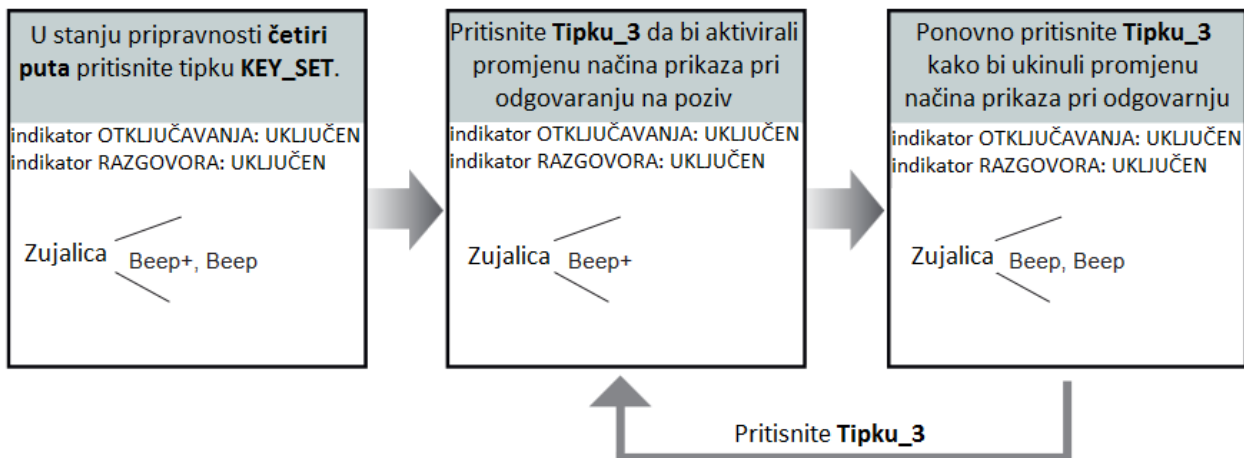 U stanju pripravnosti četiri
puta pritisnite tipku KEY_SET.
indikator OTKLJUČAVANJA: UKLJUČEN
indikator RAZGOVORA: UKLJUČEN
Zujalica
Beep+, Beep
Pritisnite Tipku_3 da bi aktivirali
promjenu načina prikaza pri
odgovaranju na poziv
indikator OTKLJUČAVANJA: UKLJUČEN
indikator RAZGOVORA: UKLJUČEN
Zujalica
Beep+
Ponovno pritisnite Tipku_3
kako bi ukinuli promjenu
načina prikaza pri odgovarnju
indikator OTKLJUČAVANJA: UKLJUČEN
indikator RAZGOVORA: UKLJUČEN
Zujalica
Beep, Beep
Pritisnite Tipku_3